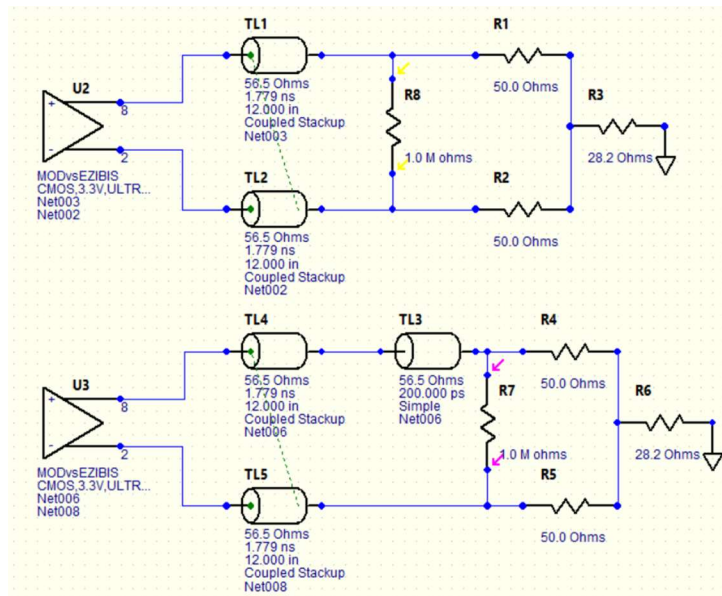 TL1
56.5 Ohms
1.779 ns
12.000 in
Coupled Stackup
Net003
R1
50.0 Ohms
U2
+
-
8
2
MODvsEZIBIS
CMOS,3.3V,ULTR...
Net003
Net002
R8
1.0 M ohms
R3
28.2 Ohms
TL2
56.5 Ohms
1.779 ns
12.000 in
Coupled Stackup
Net002
R2
50.0 Ohms
TL4
56.5 Ohms
1.779 ns
12.000 in
Coupled Stackup
Net006
TL3
56.5 Ohms
200.000 ps
Simple
Net006
R4
50.0 Ohms
U3
+
-
8
2
MODvsEZIBIS
CMOS,3.3V,ULTR...
Net006
Net008
R7
1.0 M ohms
R6
28.2 Ohms
TL5
56.5 Ohms
1.779 ns
12.000 in
Coupled Stackup
Net008
R5
50.0 Ohms